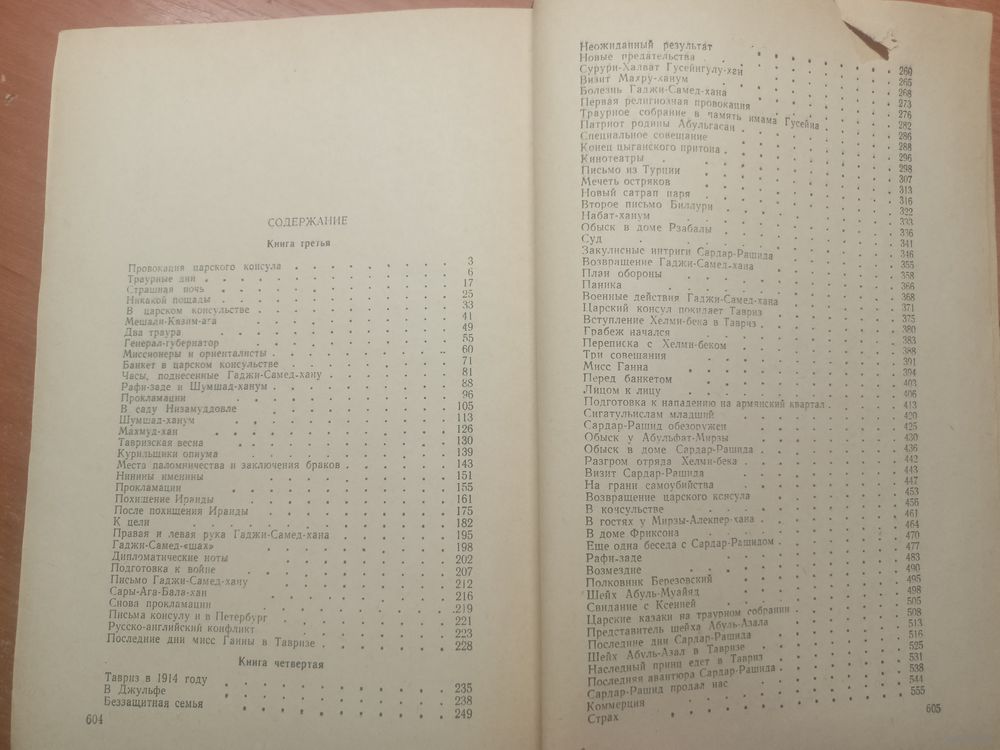 СОДЕРЖАНИЕ
Книга третья
Провокация царского консула 3
Траурные дни 6
Страшная ночь 17
Никакой пощады 25
В царском консульстве 33
Мешали-Казим-ага 41
Два траура 49
Генерал-губернатор 55
Миссионеры и ориенталисты 60
Банкет в царском консульстве 71
Часы, поднесенные Гаджи-Самед-хану 81
Рафи-заде и Шумшад-ханум 88
Прокламации 96
В саду Низамуддовле 105
Шумшад-ханум 113
Махмуд-хан 126
Тавризская весна 130
Курильщики опиума 139
Места паломничества и заключения браков 143
Нинины именины 151
Прокламации 155
Похищение Ираиды 161
После похищения Ираиды 175
К цели 182
Правая и левая рука Гаджи-Самед-хана 195
Гаджи-Самед-«шах» 198
Дипломатические ноты 202
Подготовка к войне 207
Письмо Гаджи-Самед-хану 212
Сары-Ага-Бала-хан 216
Снова прокламации 219
Письма консулу и в Петербург 221
Русско-английский конфликт 223
Последние дни мисс Ганны в Тавризе 228
Книга четвертая
Тавриз в 1914 году 235
В Джульфе 238
Беззащитная семья 249
604
Неожиданный результат 260
Новые предательства 265
Сурури-Халват Гусейнгулу-хан 268
Визит Махру-ханум 273
Болезнь Гаджи-Самед-хана 276
Первая религиозная провокация 282
Траурное собрание в память имама Гусейна 286
Патриот родины Абульгасан 288
Специальное совещание 296
Конец цыганского притона 298
Кинотеатры 307
Письмо из Турции 313
Мечеть остряков 316
Новый сатрап царя 322
Второе письмо Биллури 333
Набат-ханум 336
Обыск в доме Рзабалы 341
Суд 346
Закулисные интриги Сардар-Рашида 355
Возвращение Гаджи-Самед-хана 358
План обороны 366
Паника 368
Военные действия Гаджи-Самед-хана 371
Царский консул покидает Тавриз 375
Вступление Хелми-бека в Тавриз 380
Грабеж начался 383
Переписка с Хелми-беком 388
Три совещания 391
Мисс Ганна 394
Перед банкетом 403
Лицом к лицу 406
Подготовка к нападению на армянский квартал 413
Сигатульислам младший 420
Сардар-Рашид обезоружен 425
Обыск у Абульфат-Мирзы 430
Обыск в доме Сардар-Рашида 436
Разгром отряда Хелми-бека 442
Визит Сардар-Рашида 443
На грани самоубийства 447
Возвращение царского консула 453
В консульстве 456
В гостях у Мирзы-Алекпер-хана 461
В доме Фриксона 464
Еще одна беседа с Сардар-Рашидом 470
Рафи-заде 477
Возмездие 483
Полковник Березовский 490
Шейх Абуль-Муайяд 495
Свидание с Ксенией 498
Царские казаки на траурном собрании 505
Представитель шейха Абуль-Азала 508
Последние дни Сардар-Рашида 513
Шейх Абуль-Азал в Тавризе 516
Наследный принц едет в Тавриз 525
Последняя авантюра Сардар-Рашида 531
Сардар-Рашид продал нас 538
Коммерция 544
Страх 555
605